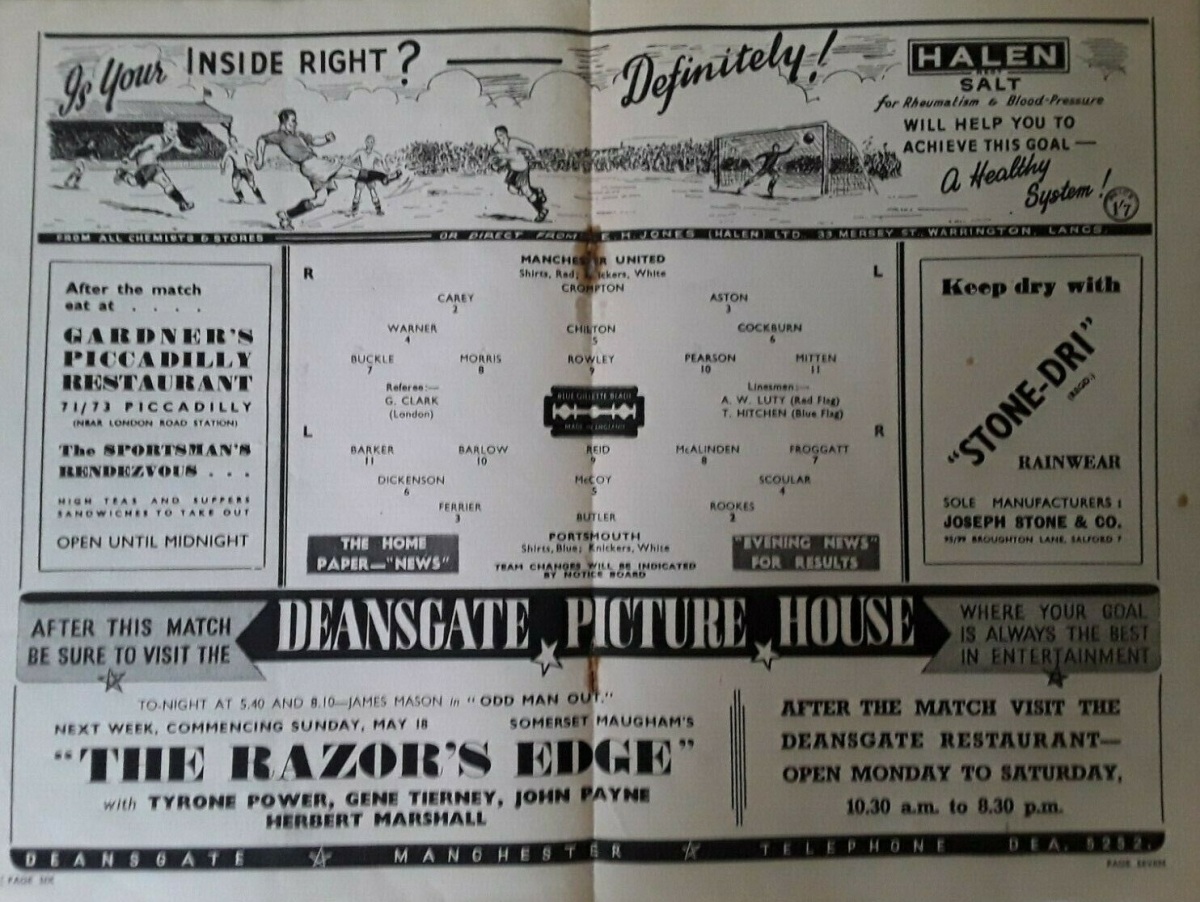 Is Your INSIDE RIGHT? Definitely!
HALEN
BEST
SALT
for Rheumatism & Blood-Pressure
WILL HELP YOU TO
ACHIEVE THIS GOAL—
A Healthy
System!
1/7
FROM ALL CHEMISTS & STORES
OR DIRECT FROM E. H. JONES (HALEN) LTD. 33 MERSEY ST., WARRINGTON, LANCS.
After the match
eat at . . . .
GARDNER'S
PICCADILLY
RESTAURANT
71/73 PICCADILLY
(NEAR LONDON ROAD STATION)
The SPORTSMAN'S
RENDEZVOUS . . .
HIGH TEAS AND SUPPERS
SANDWICHES TO TAKE OUT
OPEN UNTIL MIDNIGHT
MANCHESTER UNITED
R L
Shirts, Red; Knickers, White
CROMPTON
CAREY ASTON
2 3
WARNER CHILTON COCKBURN
4 5 6
BUCKLE MORRIS ROWLEY PEARSON MITTEN
7 8 9 10 11
Referee:—
G. CLARK
(London)
BLUE GILLETTE BLADE
MADE IN ENGLAND
Linesmen:—
A. W. LUTY (Red Flag)
T. HITCHEN (Blue Flag)
L R
BARKER BARLOW REID McALINDEN FROGGATT
11 10 9 8 7
DICKENSON McCOY SCOULAR
6 5 4
FERRIER ROOKES
3 2
BUTLER
PORTSMOUTH
Shirts, Blue; Knickers, White
THE HOME
PAPER—"NEWS"
TEAM CHANGES WILL BE INDICATED
BY NOTICE BOARD
"EVENING NEWS"
FOR RESULTS
Keep dry with
"STONE-DRI"
(REGD.)
RAINWEAR
SOLE MANUFACTURERS:
JOSEPH STONE & CO.
BROUGHTON LANE, SALFORD 7
AFTER THIS MATCH
BE SURE TO VISIT THE
DEANSGATE PICTURE HOUSE
WHERE YOUR GOAL
IS ALWAYS THE BEST
IN ENTERTAINMENT
TO-NIGHT AT 5.40 AND 8.10—JAMES MASON in "ODD MAN OUT."
NEXT WEEK, COMMENCING SUNDAY, MAY 18 SOMERSET MAUGHAM'S
"THE RAZOR'S EDGE"
with TYRONE POWER, GENE TIERNEY, JOHN PAYNE
HERBERT MARSHALL
AFTER THE MATCH VISIT THE
DEANSGATE RESTAURANT—
OPEN MONDAY TO SATURDAY,
10.30 a.m. to 8.30 p.m.
DEANSGATE MANCHESTER TELEPHONE DEA. 5252.
PAGE SIX
PAGE SEVEN